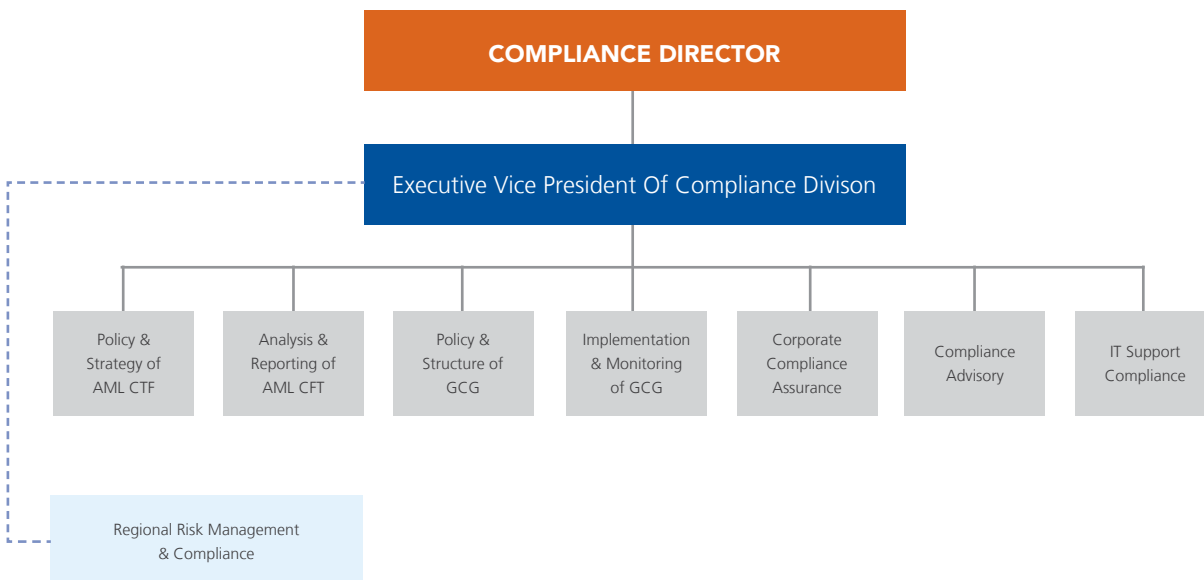 COMPLIANCE DIRECTOR
Executive Vice President Of Compliance Divison
Policy &
Strategy of
AML CTF
Analysis &
Reporting of
AML CFT
Policy &
Structure of
GCG
Implementation
& Monitoring
of GCG
Corporate
Compliance
Assurance
Compliance
Advisory
IT Support
Compliance
Regional Risk Management
& Compliance